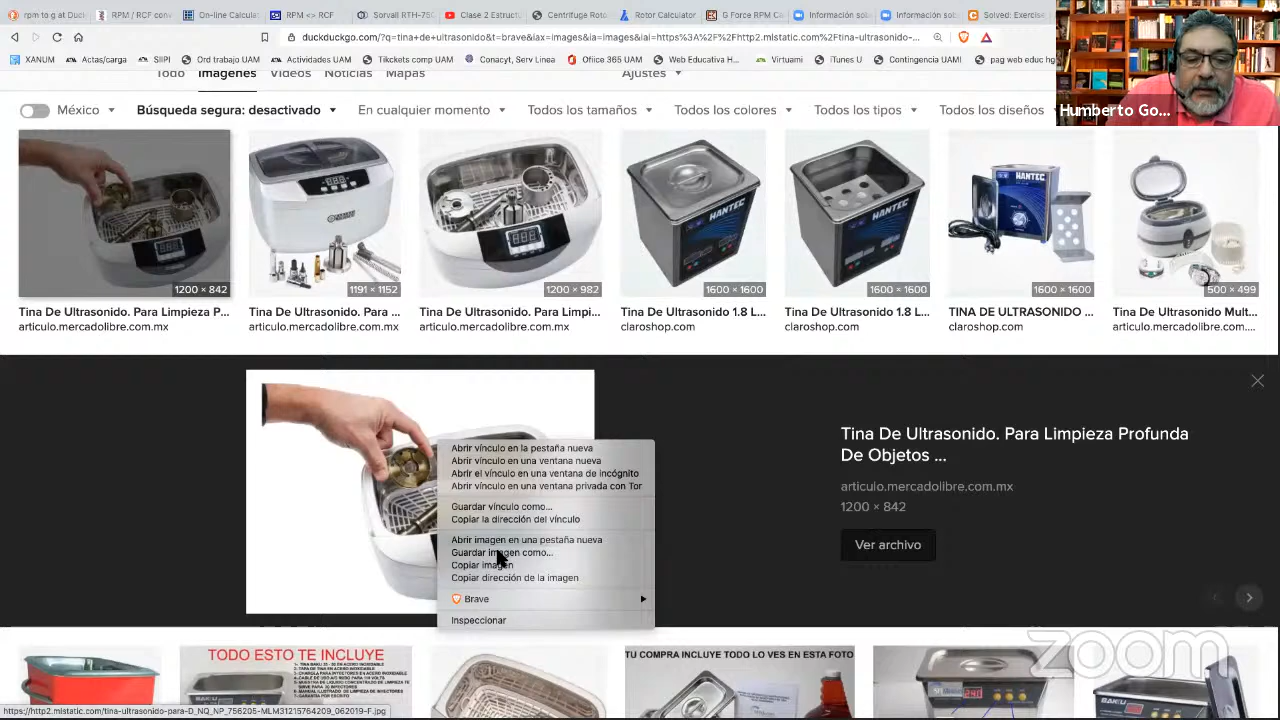 rpm to g at Duck
RPM / RCF conv
On-line Calculat
RPM <> RCF
Sorvall RTH-750
Clase 2 Estruct.
Centrifuge Roto
Rotor Calculator
G Force RPM Ca
Información sob
Información sob
Solved: Exercise
duckduckgo.com/?q=tina+de+ultrasonido&t=brave&iax=images&ia=images&iai=https%3A%2F%2Fhttp2.mlstatic.com%2Ftina-ultrasonido-...
XANUM
Actas/carga
SIIPI
Ord trabajo UAM
Actividades UAM
Tikckets comp UAM
Conacyt, Serv Linea
Office 365 UAM
Web Educativa H...
Virtuami
iTunes U
Contingencia UAMI
pag web educ hg
Todo
Imágenes
Vídeos
Noticias
Mapas
Ajustes
Humberto Go...
México
Búsqueda segura: desactivado
Todos los tamaños
Todos los colores
Todos los tipos
Todos los diseños
HANTEC
HANTEC
HANTEC
1200 × 842
1191 × 1152
1200 × 982
1600 × 1600
1600 × 1600
1600 × 1600
500 × 499
Tina De Ultrasonido. Para Limpieza P...
Tina De Ultrasonido. Para ...
Tina De Ultrasonido. Para Limpi...
Tina De Ultrasonido 1.8 L...
Tina De Ultrasonido 1.8 L...
TINA DE ULTRASONIDO ...
Tina De Ultrasonido Mult...
articulo.mercadolibre.com.mx
articulo.mercadolibre.com.mx
articulo.mercadolibre.com.mx
claroshop.com
claroshop.com
claroshop.com
articulo.mercadolibre.com....
Tina De Ultrasonido. Para Limpieza Profunda
De Objetos ...
articulo.mercadolibre.com.mx
1200 × 842
Ver archivo
Abrir vínculo en la pestaña nueva
Abrir vínculo en una ventana nueva
Abrir el vínculo en una ventana de incógnito
Abrir vínculo en una ventana privada con Tor
Guardar vínculo como...
Copiar la dirección del vínculo
Abrir imagen en una pestaña nueva
Guardar imagen como...
Copiar imagen
Copiar dirección de la imagen
Brave
Inspeccionar
zoom
TODO ESTO TE INCLUYE
TU COMPRA INCLUYE TODO LO VES EN ESTA FOTO
BAKU
https://http2.mlstatic.com/tina-ultrasonido-para-D_NQ_NP_756205-MLM31215764209_062019-F.jpg